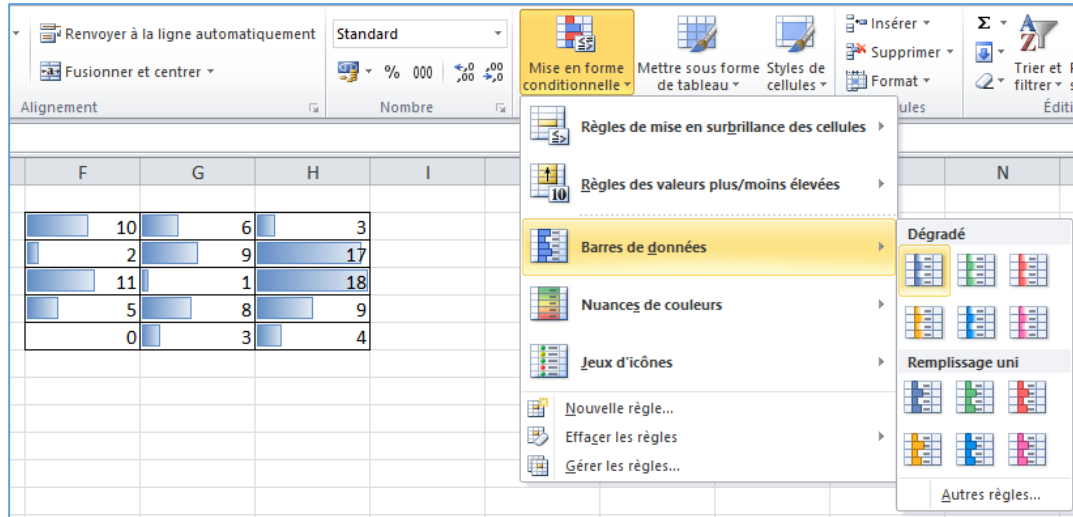 Renvoyer à la ligne automatiquement
Standard
Insérer
Σ
A
Z
Fusionner et centrer
% 000
,0 ,00
,00 ,0
Mise en forme
conditionnelle
Mettre sous forme
de tableau
Styles de
cellules
Supprimer
Format
Trier et
filtrer
Alignement
Nombre
Règles de mise en surbrillance des cellules
Règles des valeurs plus/moins élevées
10
Barres de données
Nuances de couleurs
Jeux d'icônes
Nouvelle règle...
Effacer les règles
Gérer les règles...
Dégradé
Remplissage uni
Autres règles...
F G H I N
10 6 3
2 9 17
11 1 18
5 8 9
0 3 4